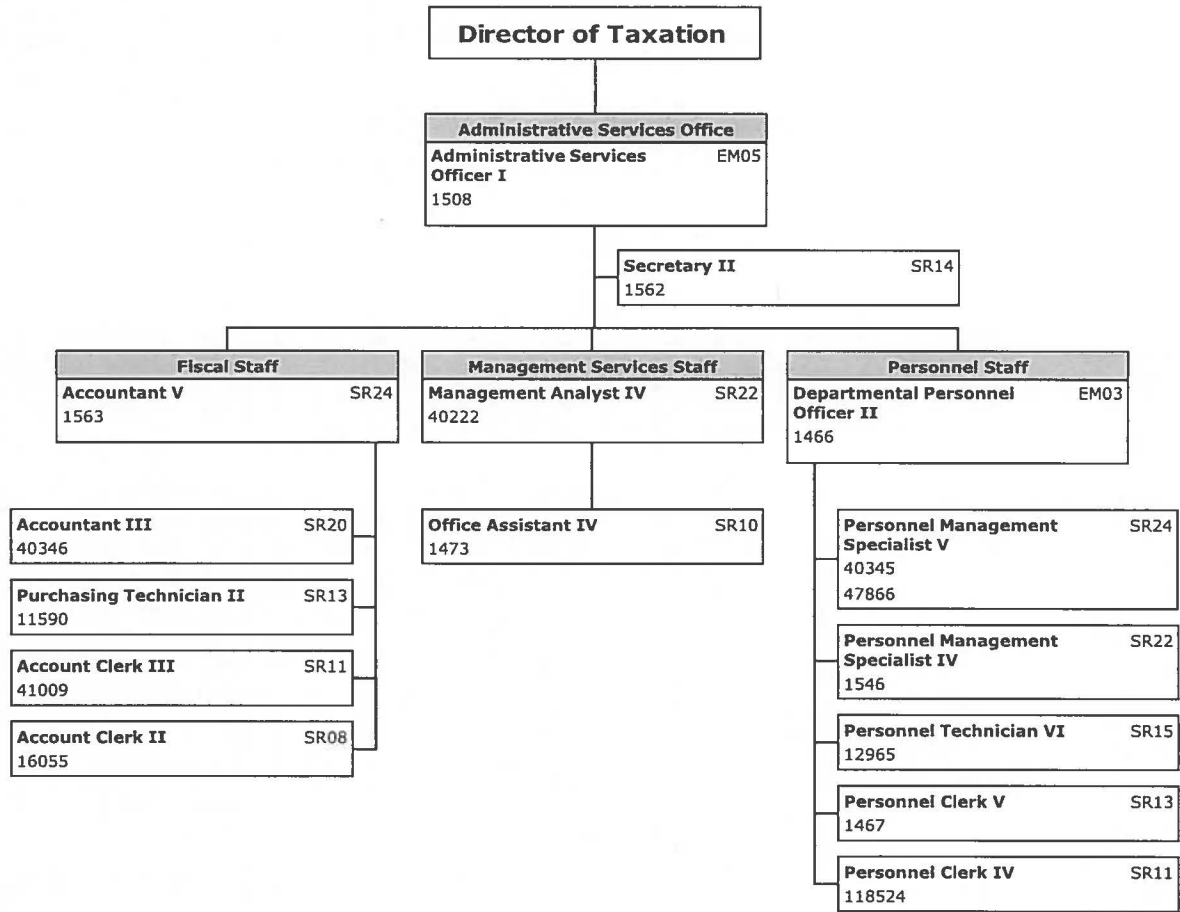 Director of Taxation
Administrative Services Office
Administrative Services EM05
Officer I
1508
Secretary II SR14
1562
Fiscal Staff
Accountant V SR24
1563
Management Services Staff
Management Analyst IV SR22
40222
Personnel Staff
Departmental Personnel EM03
Officer II
1466
Accountant III SR20
40346
Purchasing Technician II SR13
11590
Account Clerk III SR11
41009
Account Clerk II SR08
16055
Office Assistant IV SR10
1473
Personnel Management SR24
Specialist V
40345
47866
Personnel Management SR22
Specialist IV
1546
Personnel Technician VI SR15
12965
Personnel Clerk V SR13
1467
Personnel Clerk IV SR11
118524